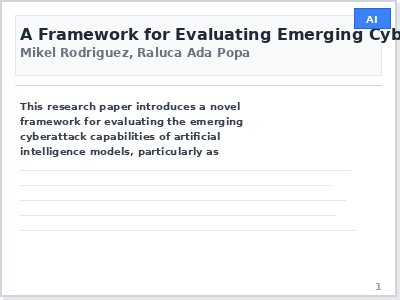 AI
A Framework for Evaluating Emerging Cyb
Mikel Rodriguez, Raluca Ada Popa
This research paper introduces a novel
framework for evaluating the emerging
cyberattack capabilities of artificial
intelligence models, particularly as
1